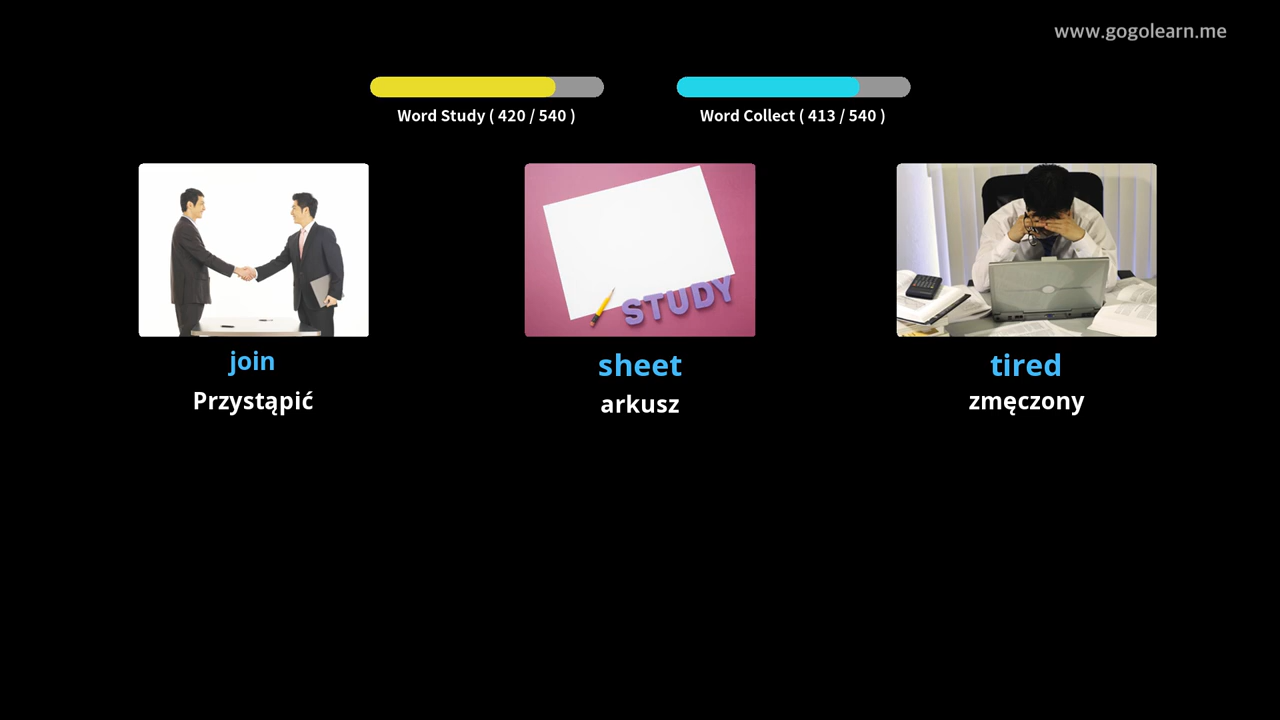 www.gogolearn.me
Word Study ( 420 / 540 )
Word Collect ( 413 / 540 )
STUDY
join
Przystąpić
sheet
arkusz
tired
zmęczony